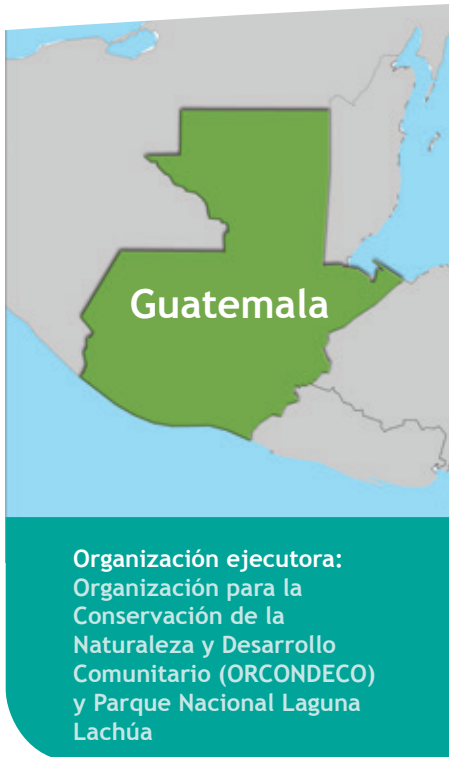 Guatemala
Organización ejecutora:
Organización para la
Conservación de la
Naturaleza y Desarrollo
Comunitario (ORCONDECO)
y Parque Nacional Laguna
Lachúa